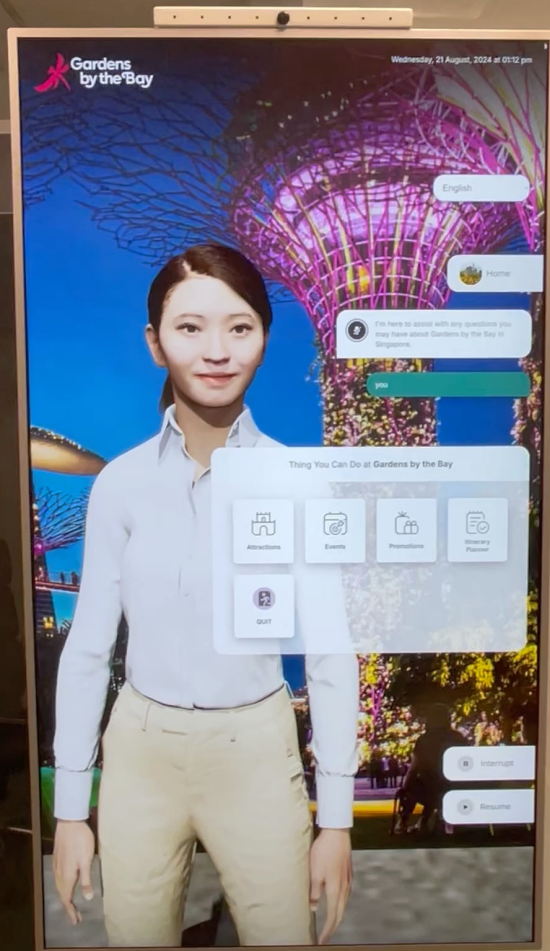 Gardens
by the Bay
Wednesday, 21 August, 2024 at 01:12 pm
English
Home
I'm here to assist with any questions you
may have about Gardens by the Bay in
Singapore.
you
Thing You Can Do at Gardens by the Bay
Attractions
Events
Promotions
Itinerary
Planner
QUIT
Interrupt
Resume